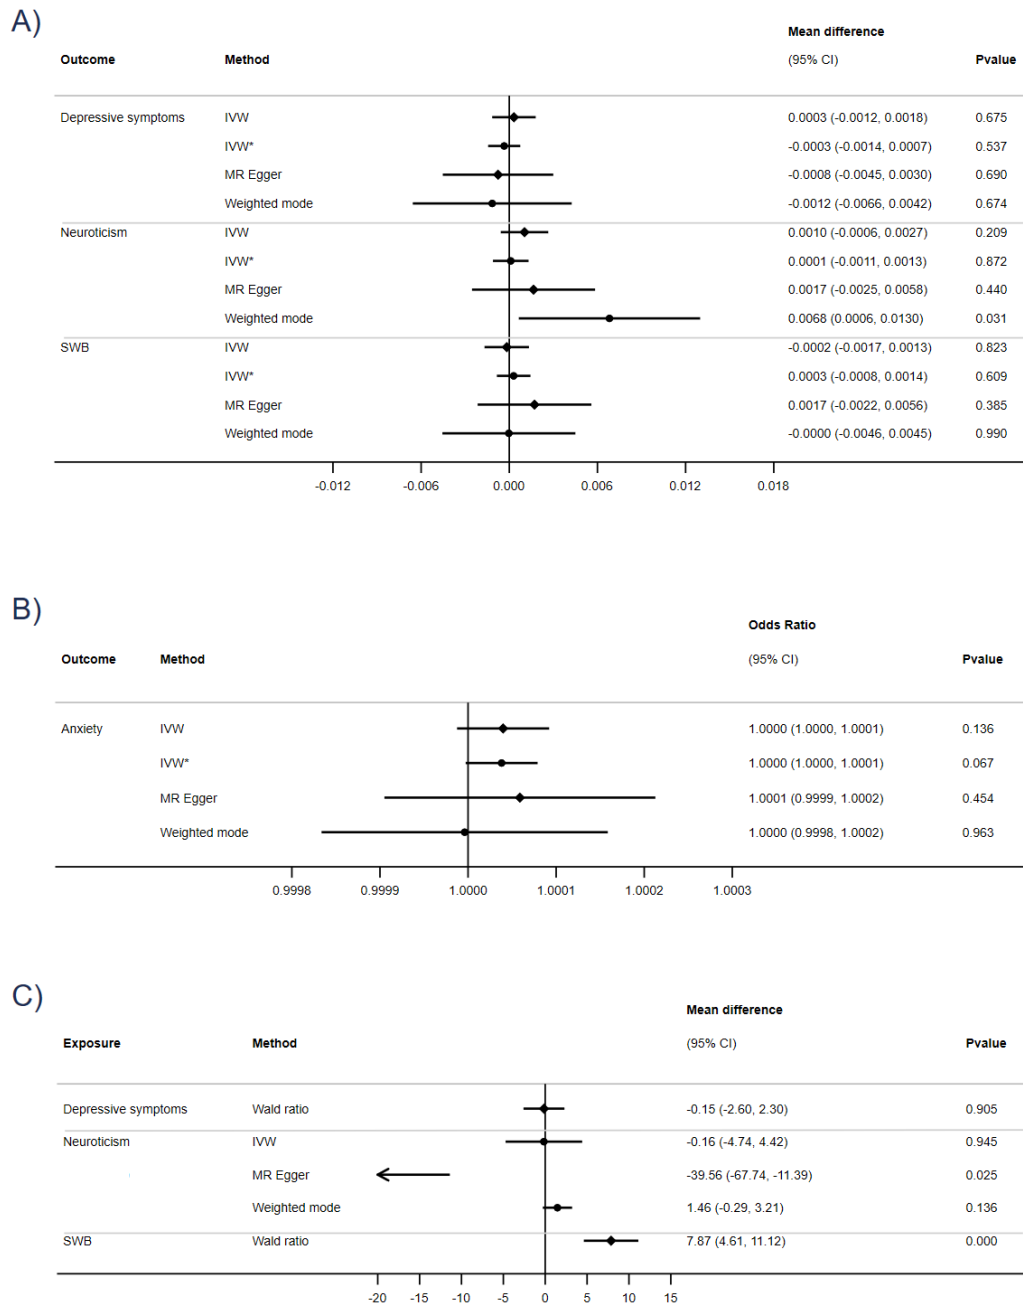 A)
Mean difference
Outcome Method (95% CI) Pvalue
Depressive symptoms IVW 0.0003 (-0.0012, 0.0018) 0.675
IVW* -0.0003 (-0.0014, 0.0007) 0.537
MR Egger -0.0008 (-0.0045, 0.0030) 0.690
Weighted mode -0.0012 (-0.0066, 0.0042) 0.674
Neuroticism IVW 0.0010 (-0.0006, 0.0027) 0.209
IVW* 0.0001 (-0.0011, 0.0013) 0.872
MR Egger 0.0017 (-0.0025, 0.0058) 0.440
Weighted mode 0.0068 (0.0006, 0.0130) 0.031
SWB IVW -0.0002 (-0.0017, 0.0013) 0.823
IVW* 0.0003 (-0.0008, 0.0014) 0.609
MR Egger 0.0017 (-0.0022, 0.0056) 0.385
Weighted mode -0.0000 (-0.0046, 0.0045) 0.990
-0.012 -0.006 0.000 0.006 0.012 0.018
B)
Odds Ratio
Outcome Method (95% CI) Pvalue
Anxiety IVW 1.0000 (1.0000, 1.0001) 0.136
IVW* 1.0000 (1.0000, 1.0001) 0.067
MR Egger 1.0001 (0.9999, 1.0002) 0.454
Weighted mode 1.0000 (0.9998, 1.0002) 0.963
0.9998 0.9999 1.0000 1.0001 1.0002 1.0003
C)
Mean difference
Exposure Method (95% CI) Pvalue
Depressive symptoms Wald ratio -0.15 (-2.60, 2.30) 0.905
Neuroticism IVW -0.16 (-4.74, 4.42) 0.945
MR Egger -39.56 (-67.74, -11.39) 0.025
Weighted mode 1.46 (-0.29, 3.21) 0.136
SWB Wald ratio 7.87 (4.61, 11.12) 0.000
-20 -15 -10 -5 0 5 10 15